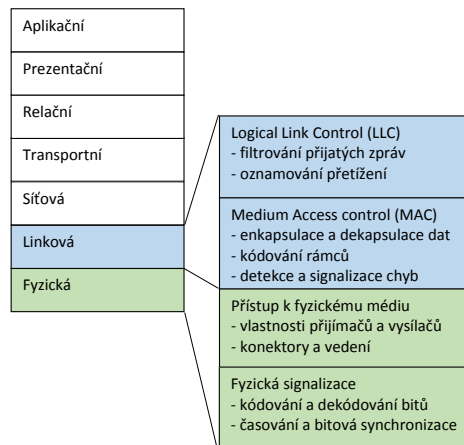 Aplikační
Prezentační
Relační
Transportní
Síťová
Linková
Fyzická
Logical Link Control (LLC)
- filtrování přijatých zpráv
- oznamování přetížení
Medium Access control (MAC)
- enkapsulace a dekapsulace dat
- kódování rámců
- detekce a signalizace chyb
Přístup k fyzickému médiu
- vlastnosti přijímačů a vysílačů
- konektory a vedení
Fyzická signalizace
- kódování a dekódování bitů
- časování a bitová synchronizace